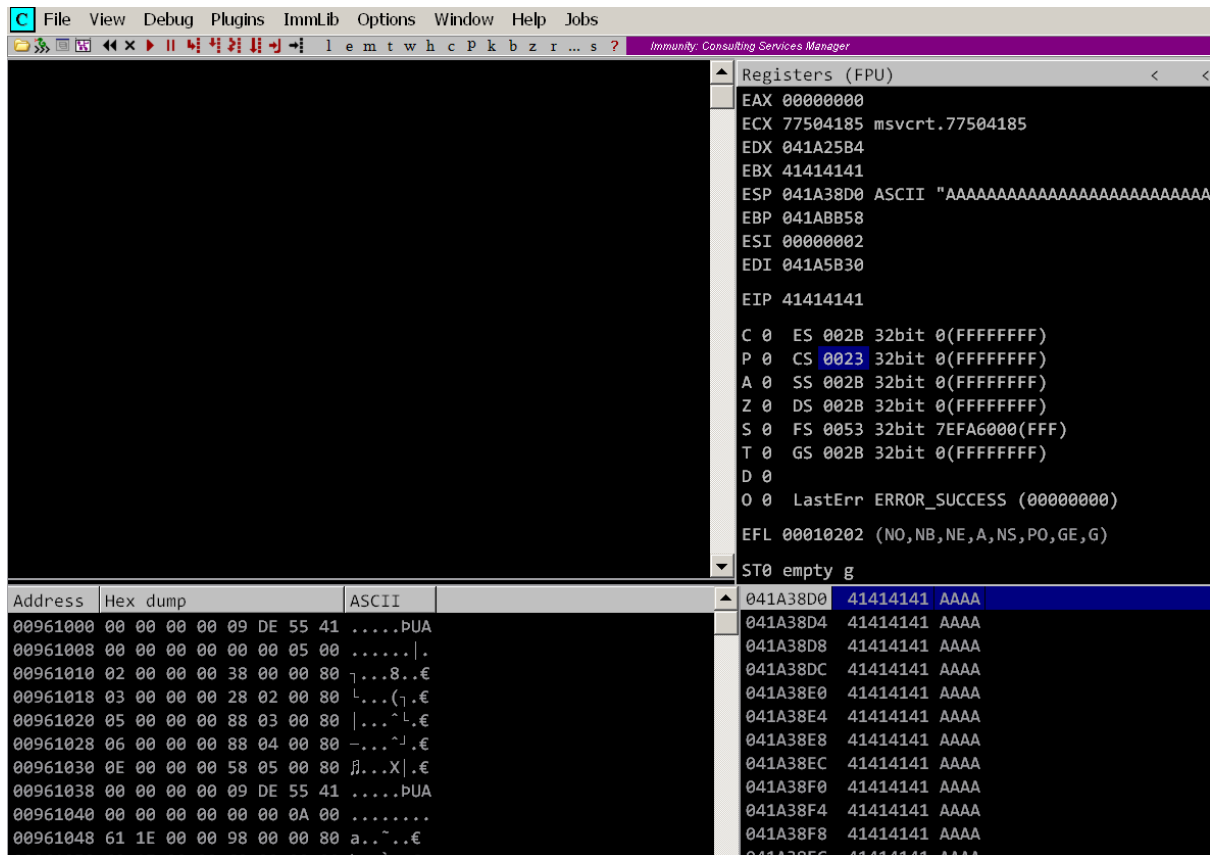 C File View Debug Plugins ImmLib Options Window Help Jobs
l e m t w h c P k b z r ... s ? Immunity: Consulting Services Manager
Registers (FPU) < <
EAX 00000000
ECX 77504185 msvcrt.77504185
EDX 041A25B4
EBX 41414141
ESP 041A38D0 ASCII "AAAAAAAAAAAAAAAAAAAAAAAAAAA
EBP 041ABB58
ESI 00000002
EDI 041A5B30
EIP 41414141
C 0 ES 002B 32bit 0(FFFFFFFF)
P 0 CS 0023 32bit 0(FFFFFFFF)
A 0 SS 002B 32bit 0(FFFFFFFF)
Z 0 DS 002B 32bit 0(FFFFFFFF)
S 0 FS 0053 32bit 7EFA6000(FFF)
T 0 GS 002B 32bit 0(FFFFFFFF)
D 0
O 0 LastErr ERROR_SUCCESS (00000000)
EFL 00010202 (NO,NB,NE,A,NS,PO,GE,G)
ST0 empty g
Address Hex dump ASCII
00961000 00 00 00 00 09 DE 55 41 .....ÞUA
00961008 00 00 00 00 00 00 05 00 ......|.
00961010 02 00 00 00 38 00 00 80 ┐...8..€
00961018 03 00 00 00 28 02 00 80 └...(┐.€
00961020 05 00 00 00 88 03 00 80 |...ˆ└.€
00961028 06 00 00 00 88 04 00 80 –...ˆ┘.€
00961030 0E 00 00 00 58 05 00 80 ♫...X|.€
00961038 00 00 00 00 09 DE 55 41 .....ÞUA
00961040 00 00 00 00 00 00 0A 00 ........
00961048 61 1E 00 00 98 00 00 80 a..˜..€
041A38D0 41414141 AAAA
041A38D4 41414141 AAAA
041A38D8 41414141 AAAA
041A38DC 41414141 AAAA
041A38E0 41414141 AAAA
041A38E4 41414141 AAAA
041A38E8 41414141 AAAA
041A38EC 41414141 AAAA
041A38F0 41414141 AAAA
041A38F4 41414141 AAAA
041A38F8 41414141 AAAA